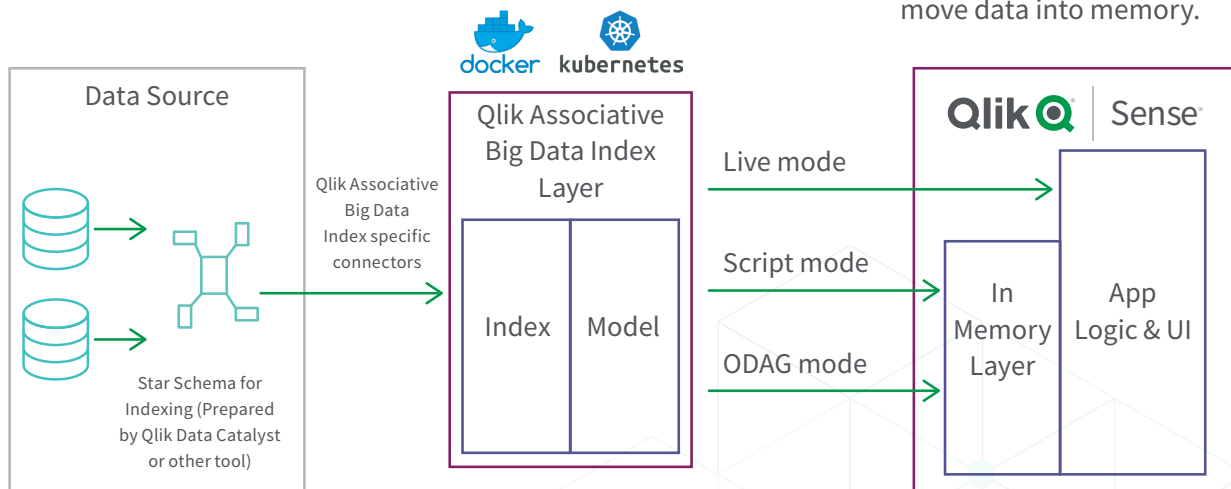 move data into memory.
docker
kubernetes
Data Source
Star Schema for
Indexing (Prepared
by Qlik Data Catalyst
or other tool)
Qlik Associative
Big Data
Index specific
connectors
Qlik Associative
Big Data Index
Layer
Index
Model
Live mode
Script mode
ODAG mode
Qlik Q® | Sense®
In
Memory
Layer
App
Logic & UI